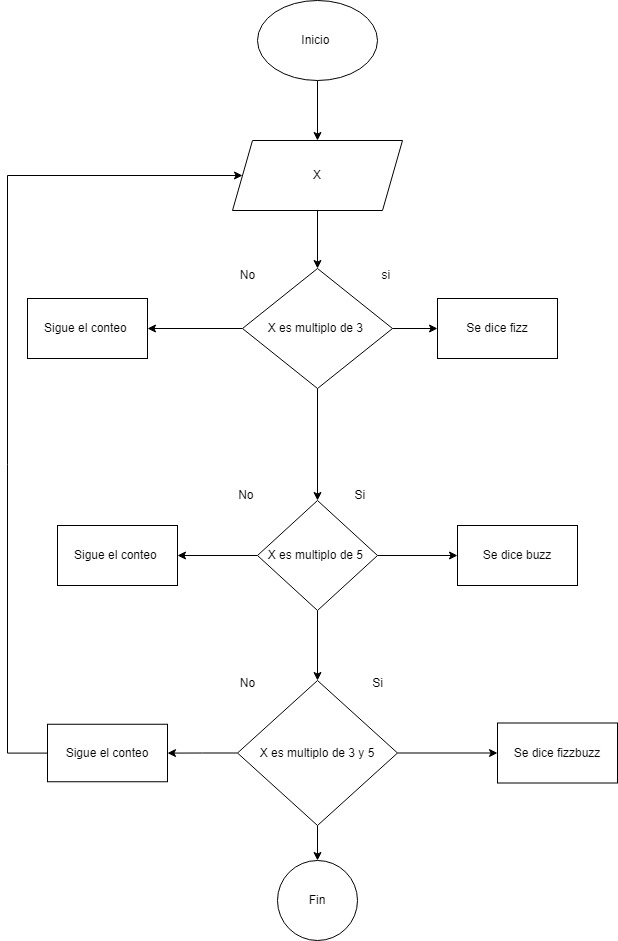 Inicio
X
No
si
Sigue el conteo
X es multiplo de 3
Se dice fizz
No
Si
Sigue el conteo
X es multiplo de 5
Se dice buzz
No
Si
Sigue el conteo
X es multiplo de 3 y 5
Se dice fizzbuzz
Fin